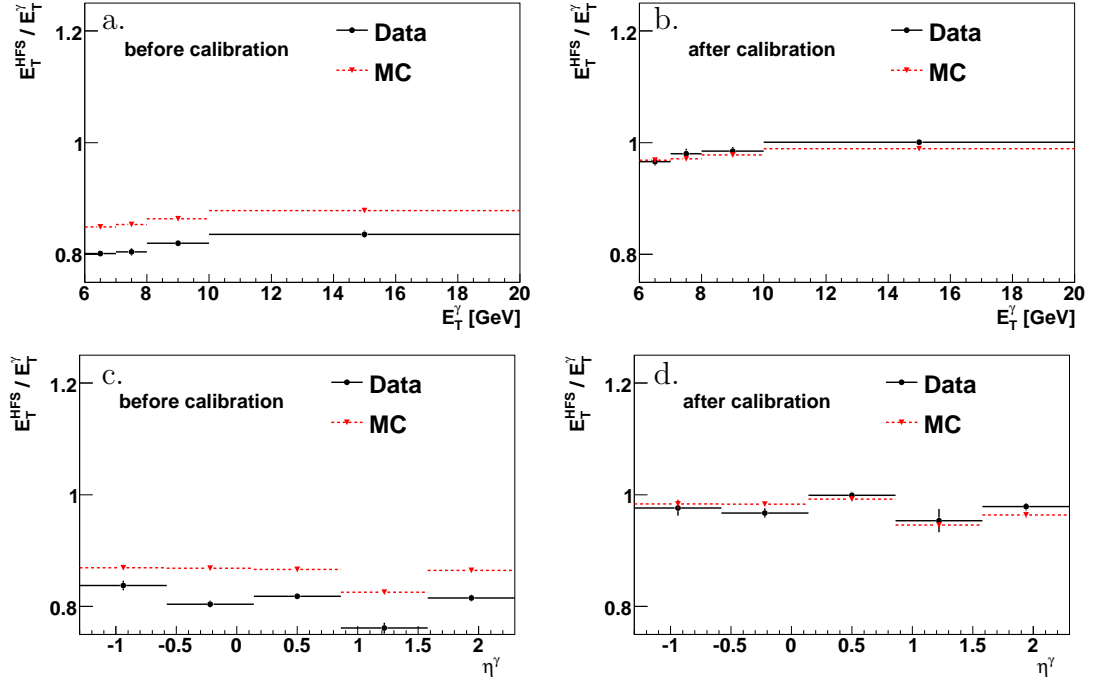 a.
before calibration
Data
MC
E_T^HFS / E_T^γ
1.2
1
0.8
6 8 10 12 14 16 18 20
E_T^γ [GeV]
b.
after calibration
Data
MC
E_T^HFS / E_T^γ
1.2
1
0.8
6 8 10 12 14 16 18 20
E_T^γ [GeV]
c.
before calibration
Data
MC
E_T^HFS / E_T^γ
1.2
1
0.8
-1 -0.5 0 0.5 1 1.5 2
η^γ
d.
after calibration
Data
MC
E_T^HFS / E_T^γ
1.2
1
0.8
-1 -0.5 0 0.5 1 1.5 2
η^γ